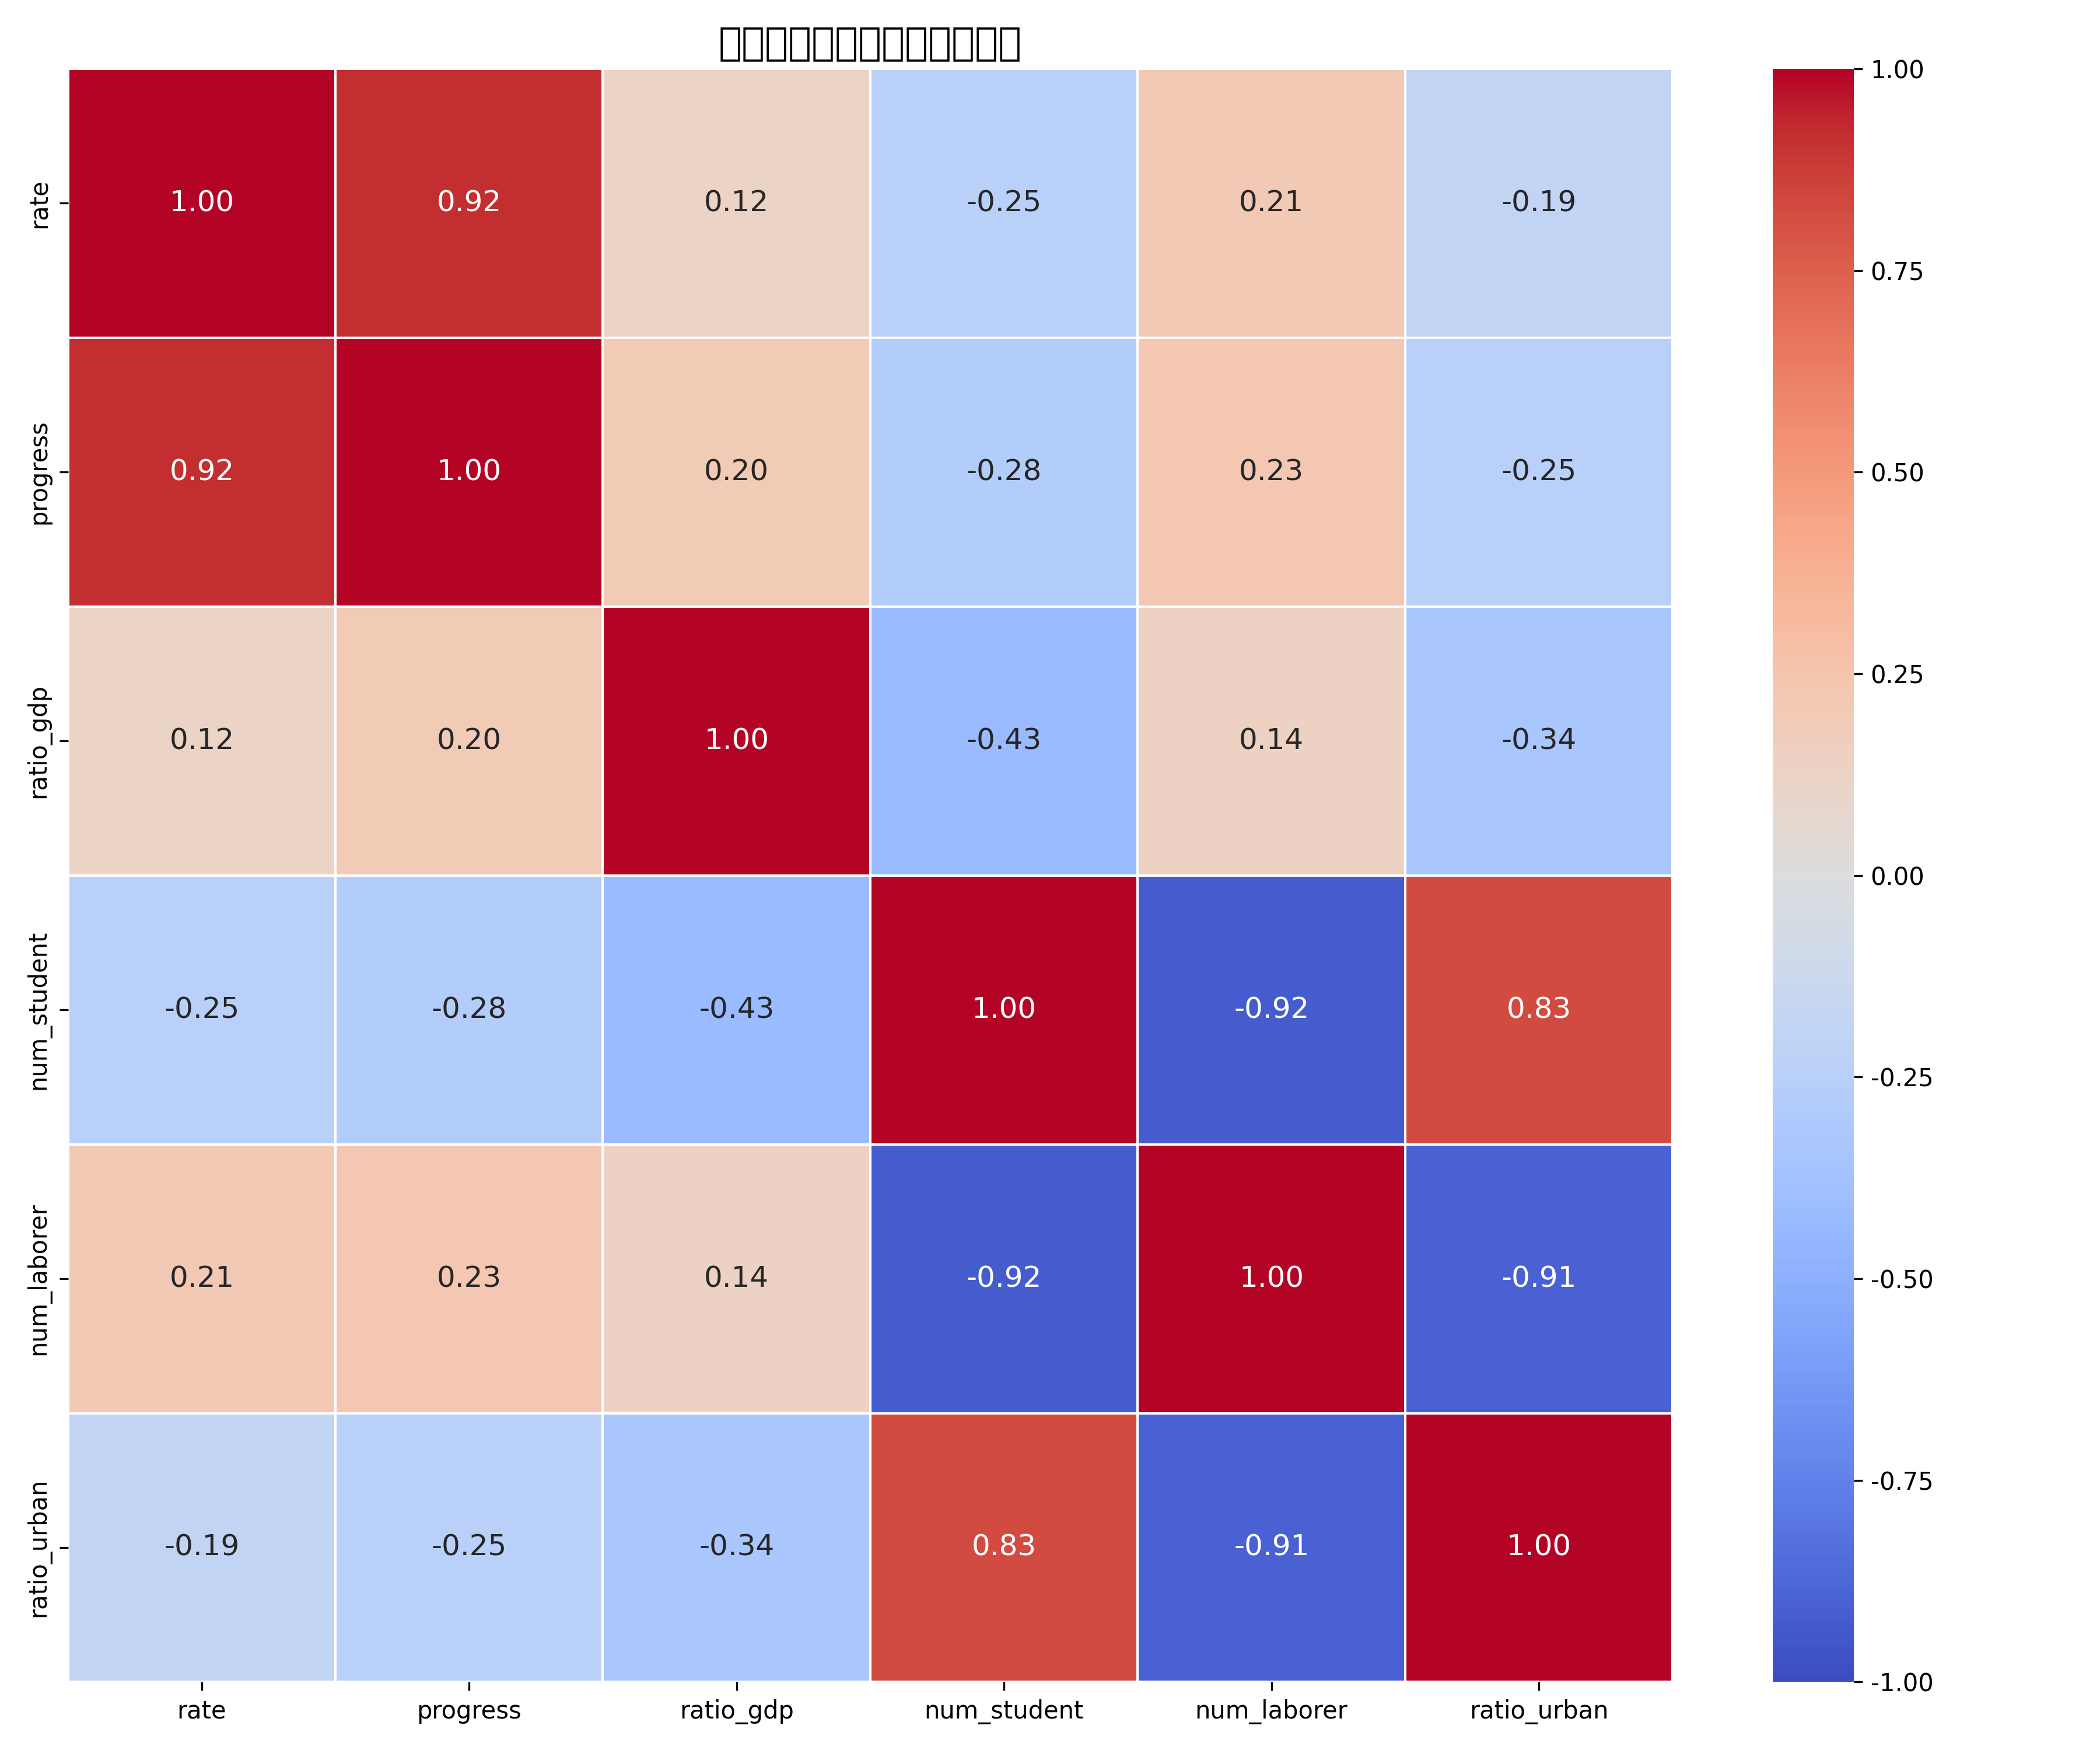 1.00
rate 1.00 0.92 0.12 -0.25 0.21 -0.19
0.75
progress 0.92 1.00 0.20 -0.28 0.23 -0.25
0.50
0.25
ratio_gdp 0.12 0.20 1.00 -0.43 0.14 -0.34
0.00
num_student -0.25 -0.28 -0.43 1.00 -0.92 0.83
-0.25
num_laborer 0.21 0.23 0.14 -0.92 1.00 -0.91
-0.50
-0.75
ratio_urban -0.19 -0.25 -0.34 0.83 -0.91 1.00
-1.00
rate progress ratio_gdp num_student num_laborer ratio_urban